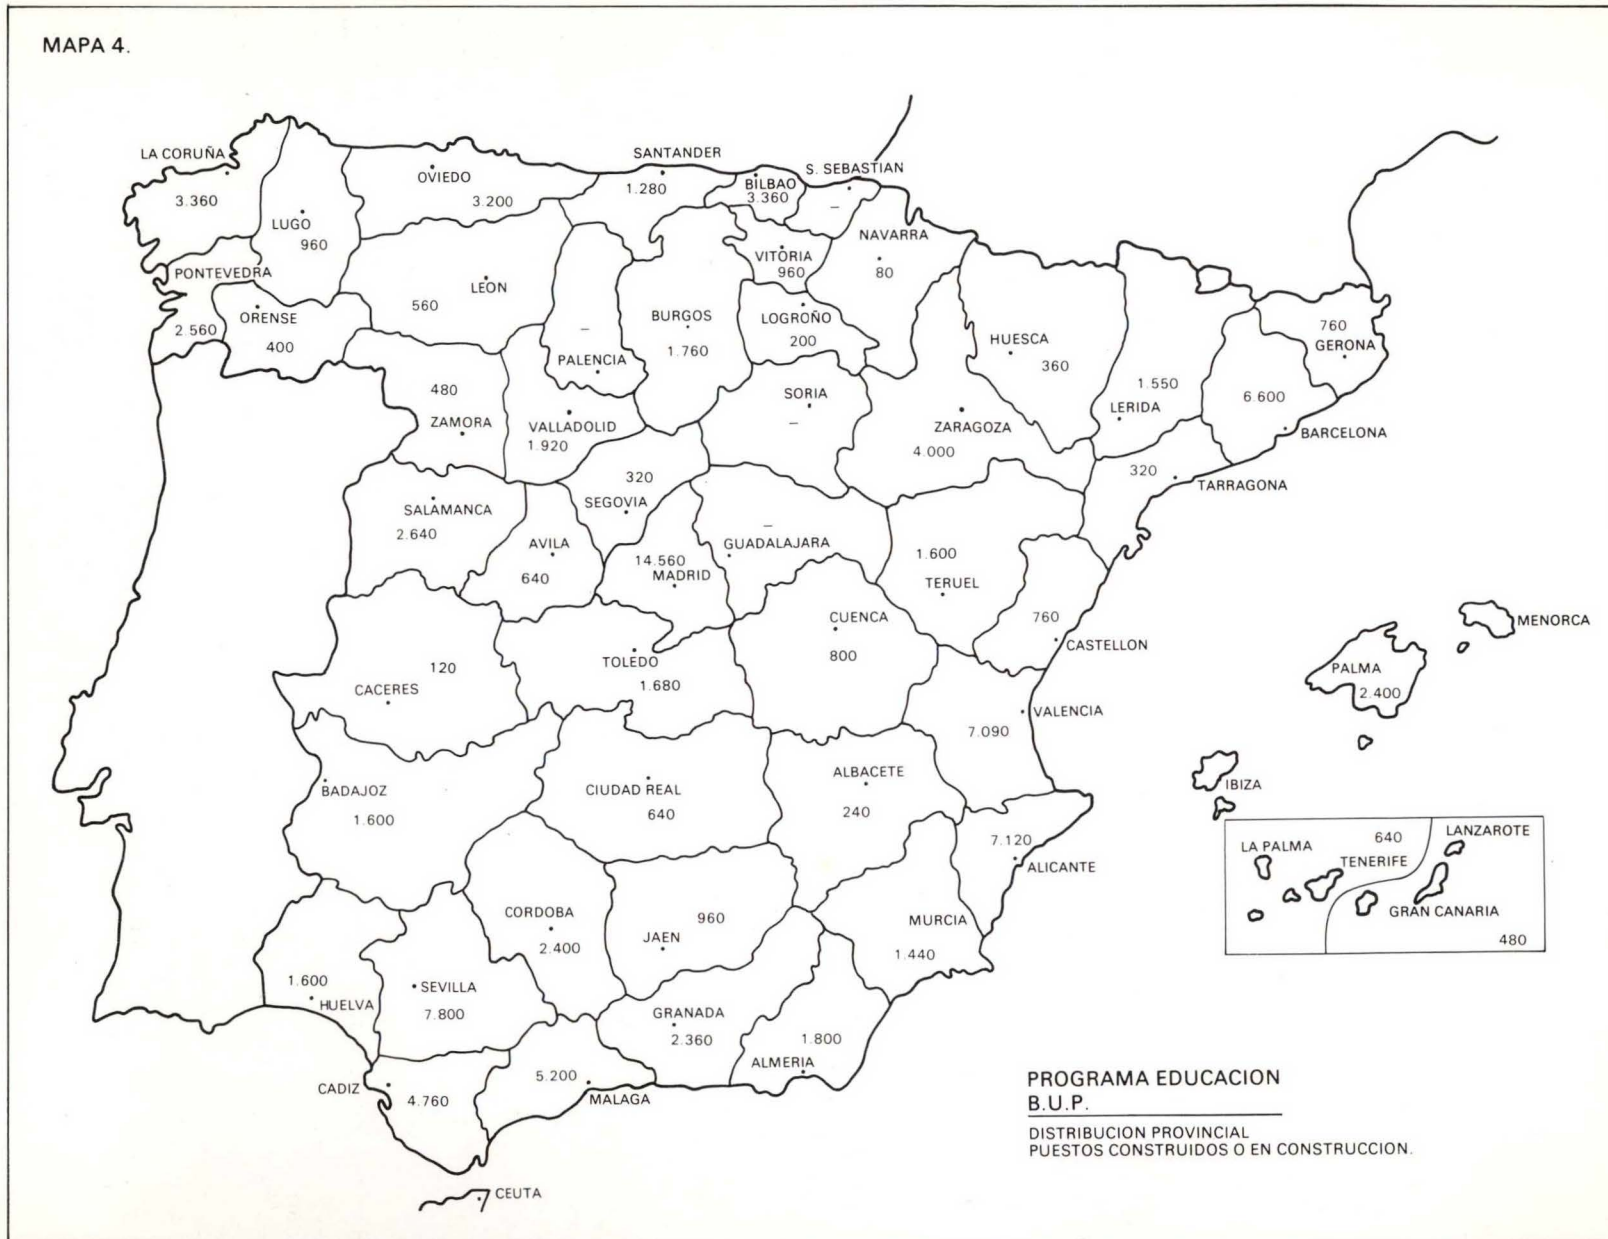 MAPA 4.
LA CORUÑA
3.360
LUGO
960
OVIEDO
3.200
SANTANDER
1.280
BILBAO
3.360
S. SEBASTIAN
–
NAVARRA
80
VITORIA
960
PONTEVEDRA
2.560
ORENSE
400
LEON
560
PALENCIA
–
BURGOS
1.760
LOGROÑO
200
HUESCA
360
1.550
LERIDA
760
GERONA
6.600
BARCELONA
480
ZAMORA
VALLADOLID
1.920
SORIA
–
ZARAGOZA
4.000
320
TARRAGONA
320
SEGOVIA
SALAMANCA
2.640
AVILA
640
14.560
MADRID
–
GUADALAJARA
1.600
TERUEL
760
CASTELLON
CUENCA
800
120
CACERES
TOLEDO
1.680
VALENCIA
7.090
MENORCA
PALMA
2.400
IBIZA
BADAJOZ
1.600
CIUDAD REAL
640
ALBACETE
240
7.120
ALICANTE
LA PALMA
640
TENERIFE
LANZAROTE
GRAN CANARIA
480
CORDOBA
2.400
960
JAEN
MURCIA
1.440
1.600
HUELVA
SEVILLA
7.800
GRANADA
2.360
1.800
ALMERIA
CADIZ
4.760
5.200
MALAGA
CEUTA
PROGRAMA EDUCACION
B.U.P.
DISTRIBUCION PROVINCIAL
PUESTOS CONSTRUIDOS O EN CONSTRUCCION.